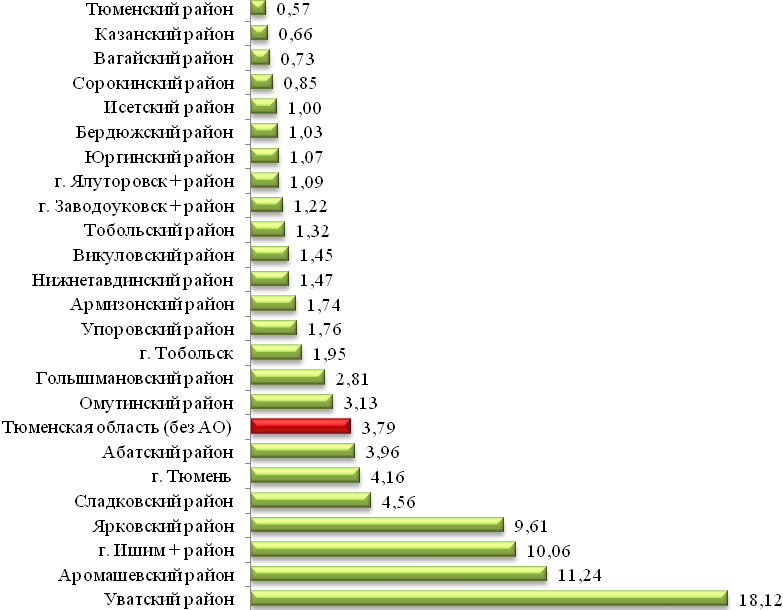 Тюменский район 0,57
Казанский район 0,66
Вагайский район 0,73
Сорокинский район 0,85
Исетский район 1,00
Бердюжский район 1,03
Юргинский район 1,07
г. Ялуторовск + район 1,09
г. Заводоуковск + район 1,22
Тобольский район 1,32
Викуловский район 1,45
Нижнетавдинский район 1,47
Армизонский район 1,74
Упоровский район 1,76
г. Тобольск 1,95
Голышмановский район 2,81
Омутинский район 3,13
Тюменская область (без АО) 3,79
Абатский район 3,96
г. Тюмень 4,16
Сладковский район 4,56
Ярковский район 9,61
г. Ишим + район 10,06
Аромашевский район 11,24
Уватский район 18,12